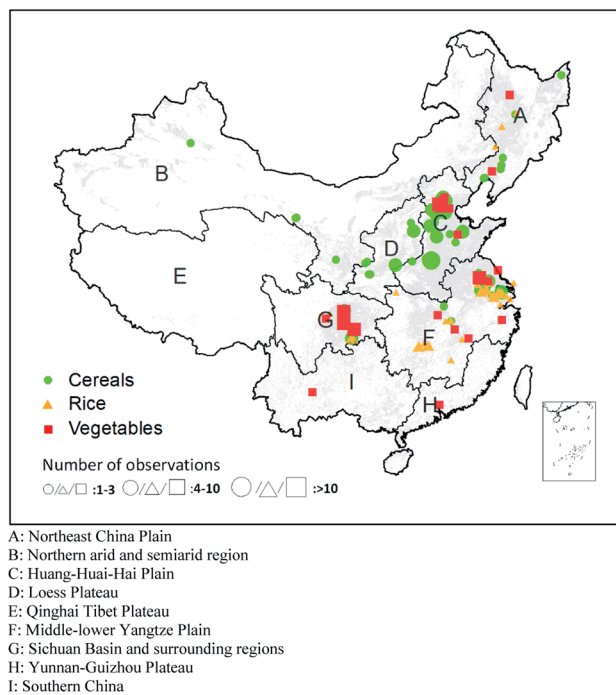 A
B
C
D
E
G
F
I
H
Cereals
Rice
Vegetables
Number of observations
:1-3
:4-10
:>10
A: Northeast China Plain
B: Northern arid and semiarid region
C: Huang-Huai-Hai Plain
D: Loess Plateau
E: Qinghai Tibet Plateau
F: Middle-lower Yangtze Plain
G: Sichuan Basin and surrounding regions
H: Yunnan-Guizhou Plateau
I: Southern China